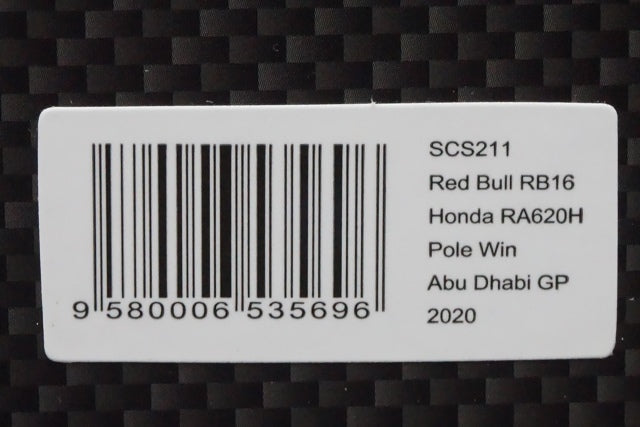 9 580006 535696
SCS211
Red Bull RB16
Honda RA620H
Pole Win
Abu Dhabi GP
2020